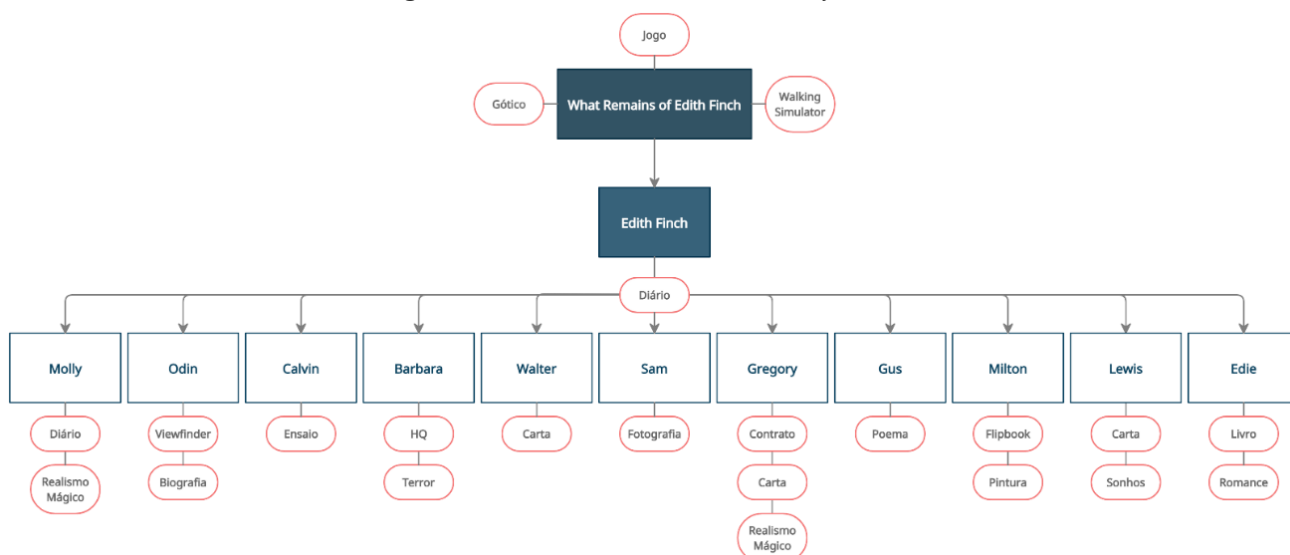 Jogo
Gótico
What Remains of Edith Finch
Walking
Simulator
Edith Finch
Diário
Molly
Odin
Calvin
Barbara
Walter
Sam
Gregory
Gus
Milton
Lewis
Edie
Diário
Viewfinder
Ensaio
HQ
Carta
Fotografia
Contrato
Poema
Flipbook
Carta
Livro
Realismo
Mágico
Biografia
Terror
Carta
Pintura
Sonhos
Romance
Realismo
Mágico